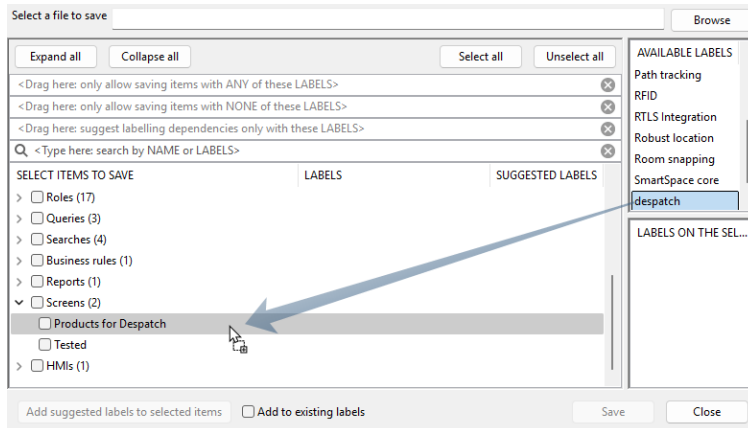 Select a file to save
Browse
Expand all
Collapse all
Select all
Unselect all
<Drag here: only allow saving items with ANY of these LABELS>
<Drag here: only allow saving items with NONE of these LABELS>
<Drag here: suggest labelling dependencies only with these LABELS>
<Type here: search by NAME or LABELS>
SELECT ITEMS TO SAVE
LABELS
SUGGESTED LABELS
Roles (17)
Queries (3)
Searches (4)
Business rules (1)
Reports (1)
Screens (2)
Products for Despatch
Tested
HMIs (1)
AVAILABLE LABELS
Path tracking
RFID
RTLS Integration
Robust location
Room snapping
SmartSpace core
despatch
LABELS ON THE SEL...
Add suggested labels to selected items
Add to existing labels
Save
Close